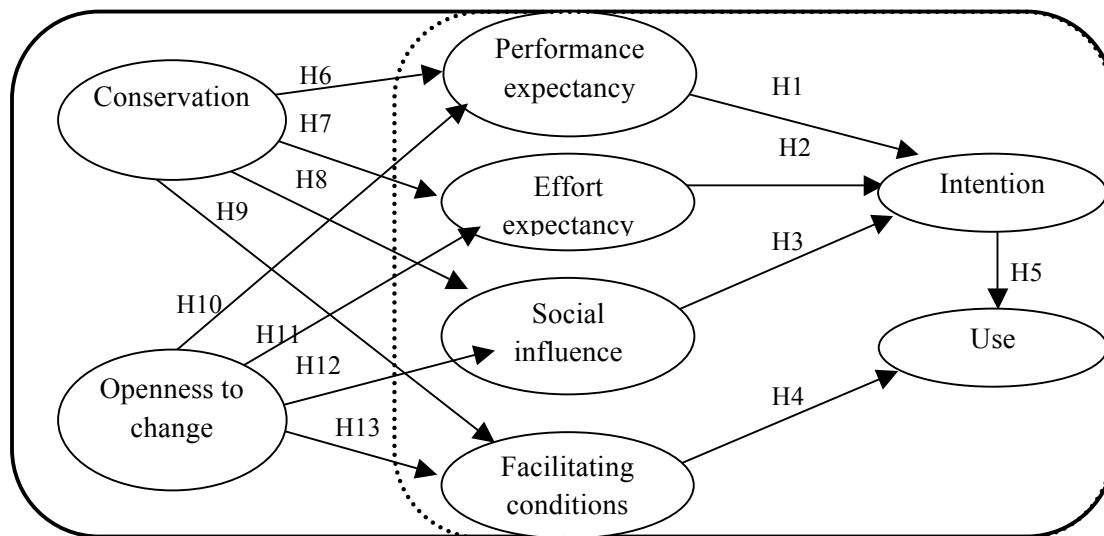 Performance
expectancy
H1
H6
Conservation
H7
H2
H8
Effort
expectancy
Intention
H9
H3
H5
H10
Social
influence
H11
H12
Use
Openness to
change
H4
H13
Facilitating
conditions